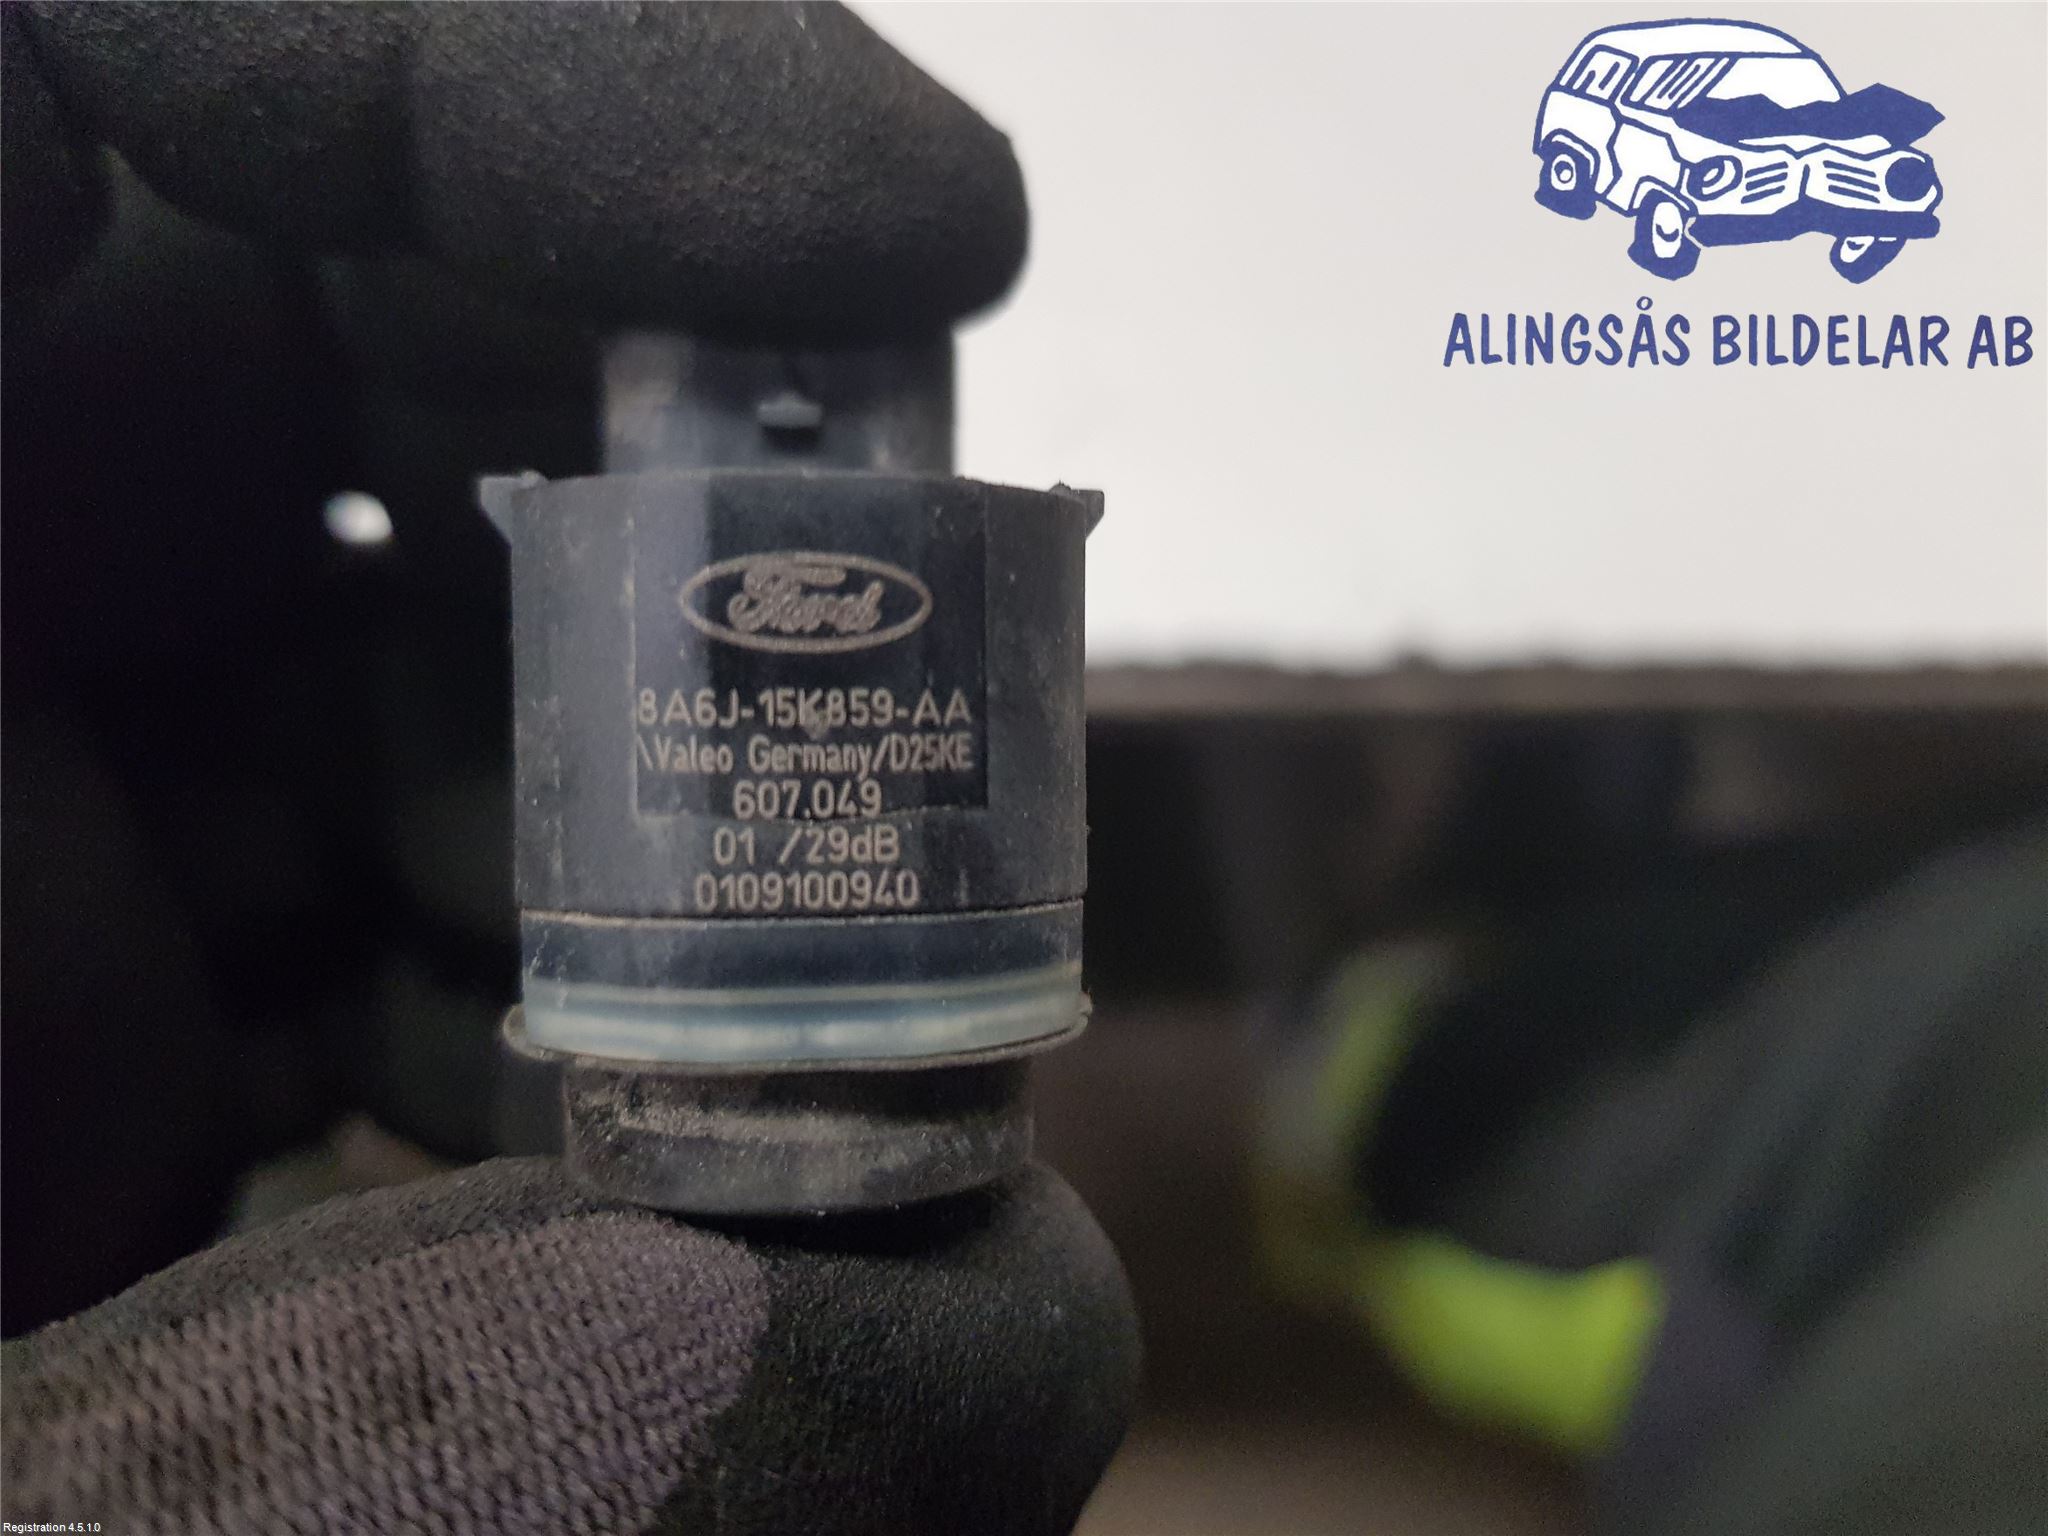 ALINGSÅS BILDELAR AB
Ford
8A6J-15K859-AA
\Valeo Germany/D25KE
607.049
01 /29dB
0109100940
Registration 4.5.1.0